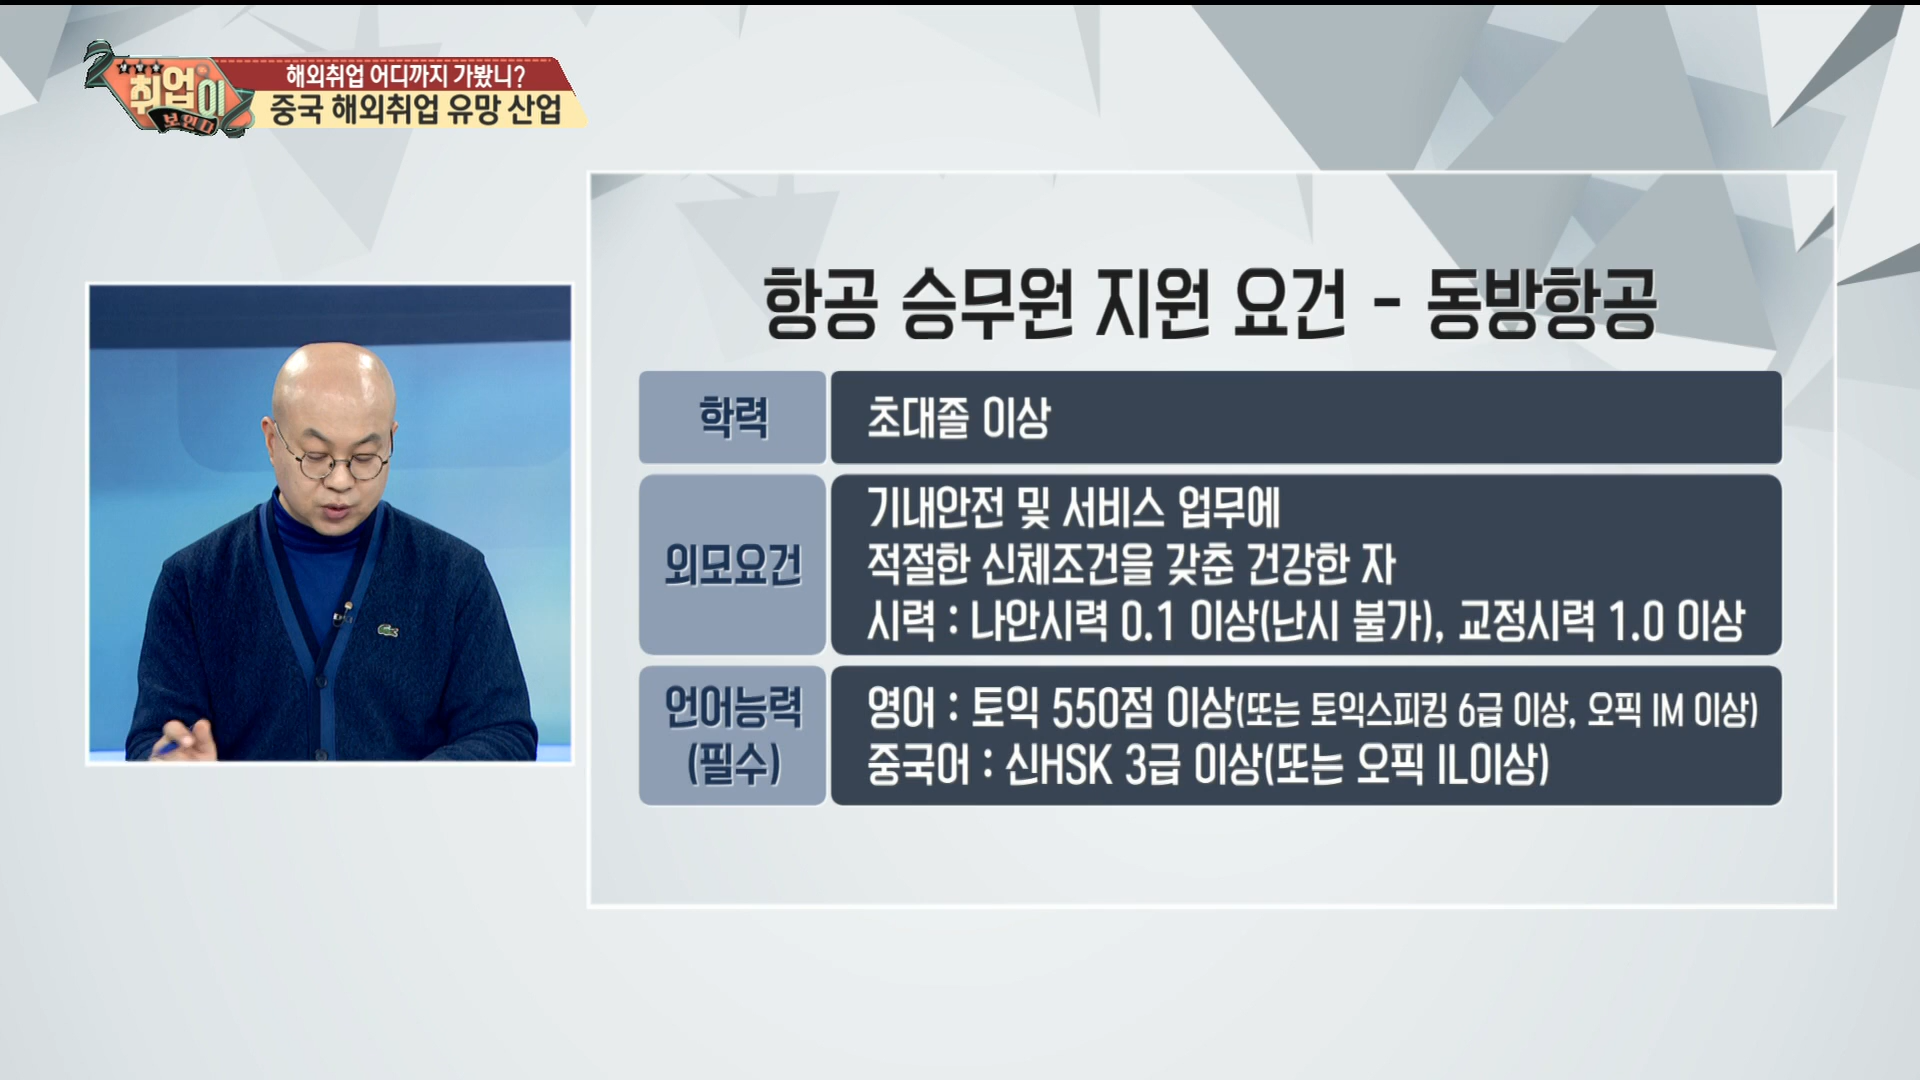 취업이
보인다
해외취업 어디까지 가봤니?
중국 해외취업 유망 산업
항공 승무원 지원 요건 - 동방항공
학력
초대졸 이상
외모요건
기내안전 및 서비스 업무에
적절한 신체조건을 갖춘 건강한 자
시력 : 나안시력 0.1 이상(난시 불가), 교정시력 1.0 이상
언어능력
(필수)
영어 : 토익 550점 이상(또는 토익스피킹 6급 이상, 오픽 IM 이상)
중국어 : 신HSK 3급 이상(또는 오픽 IL이상)